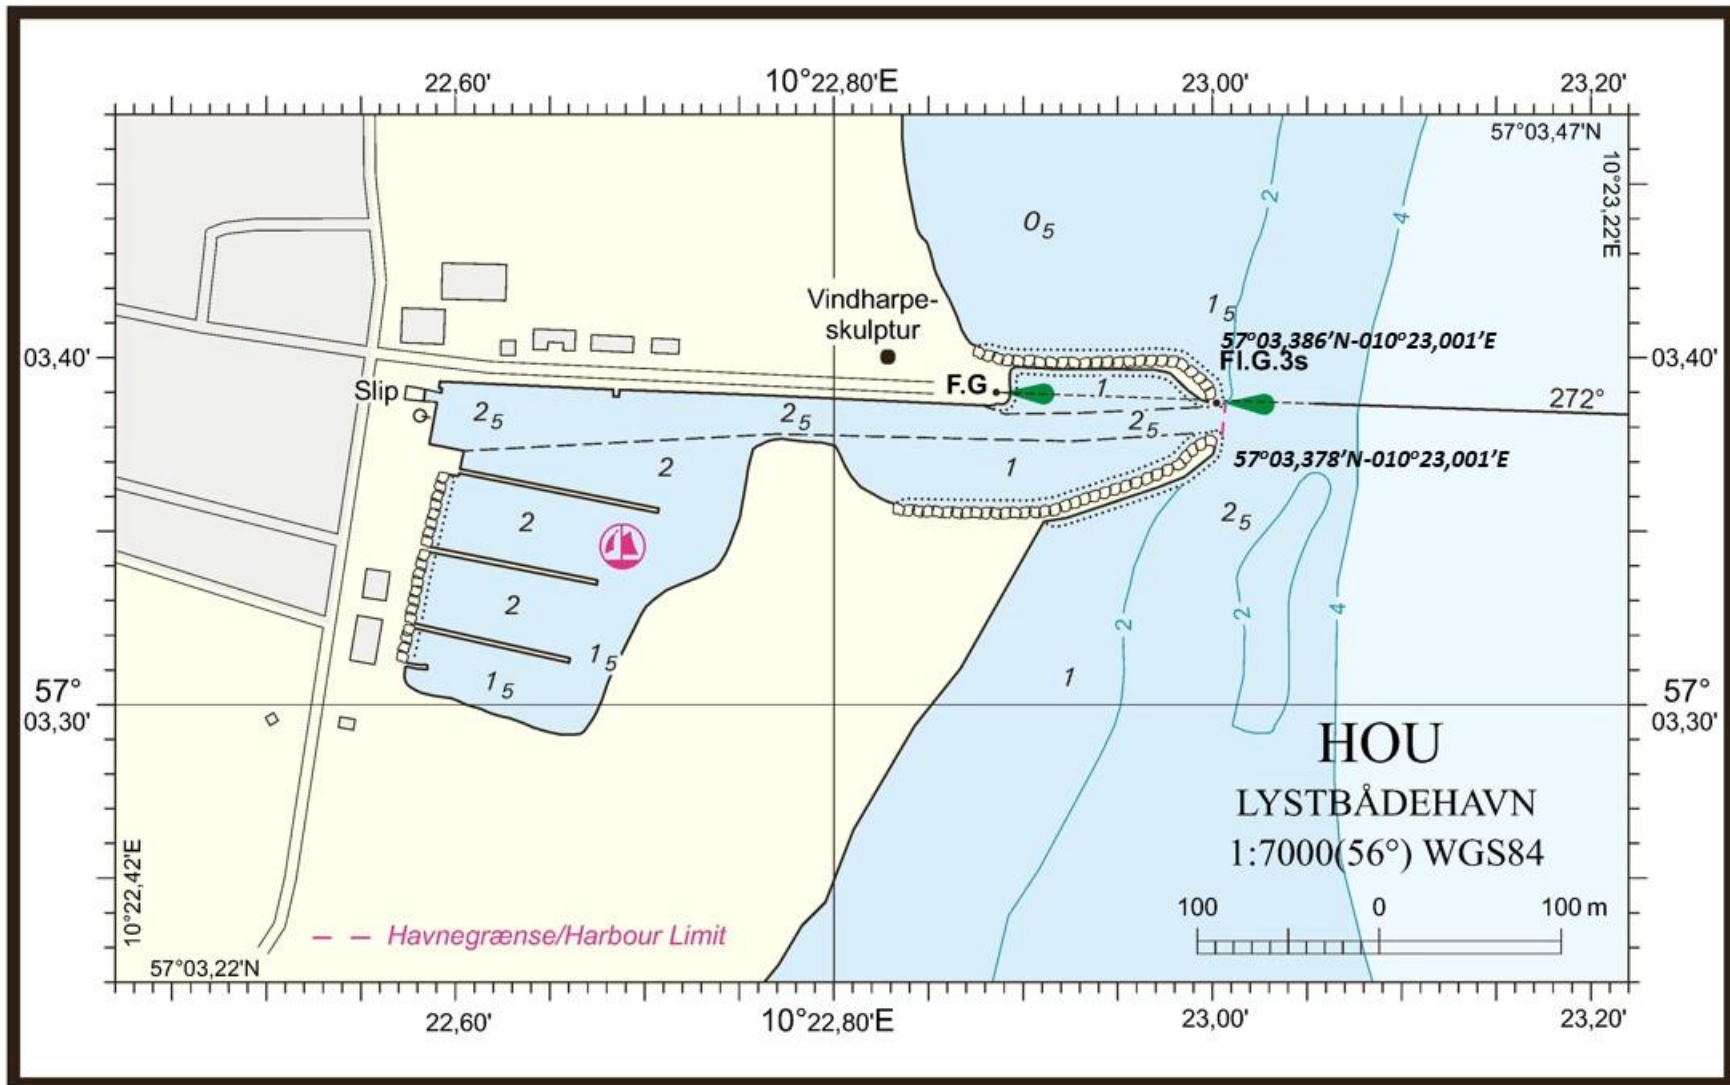 22,60'
10°22,80'E
23,00'
23,20'
57°03,47'N
10°23,22'E
2
4
0 5
1 5
Vindharpe-
skulptur
57°03,386'N-010°23,001'E
03,40'
Fl.G.3s
03,40'
Slip
F.G
1
272°
2 5
2 5
2 5
2
1
57°03,378'N-010°23,001'E
2
2 5
2
2
2
4
1 5
1 5
1
57°
03,30'
57°
03,30'
HOU
LYSTBÅDEHAVN
1:7000(56°) WGS84
10°22,42'E
100
0
100 m
Havnegrænse/Harbour Limit
57°03,22'N
22,60'
10°22,80'E
23,00'
23,20'